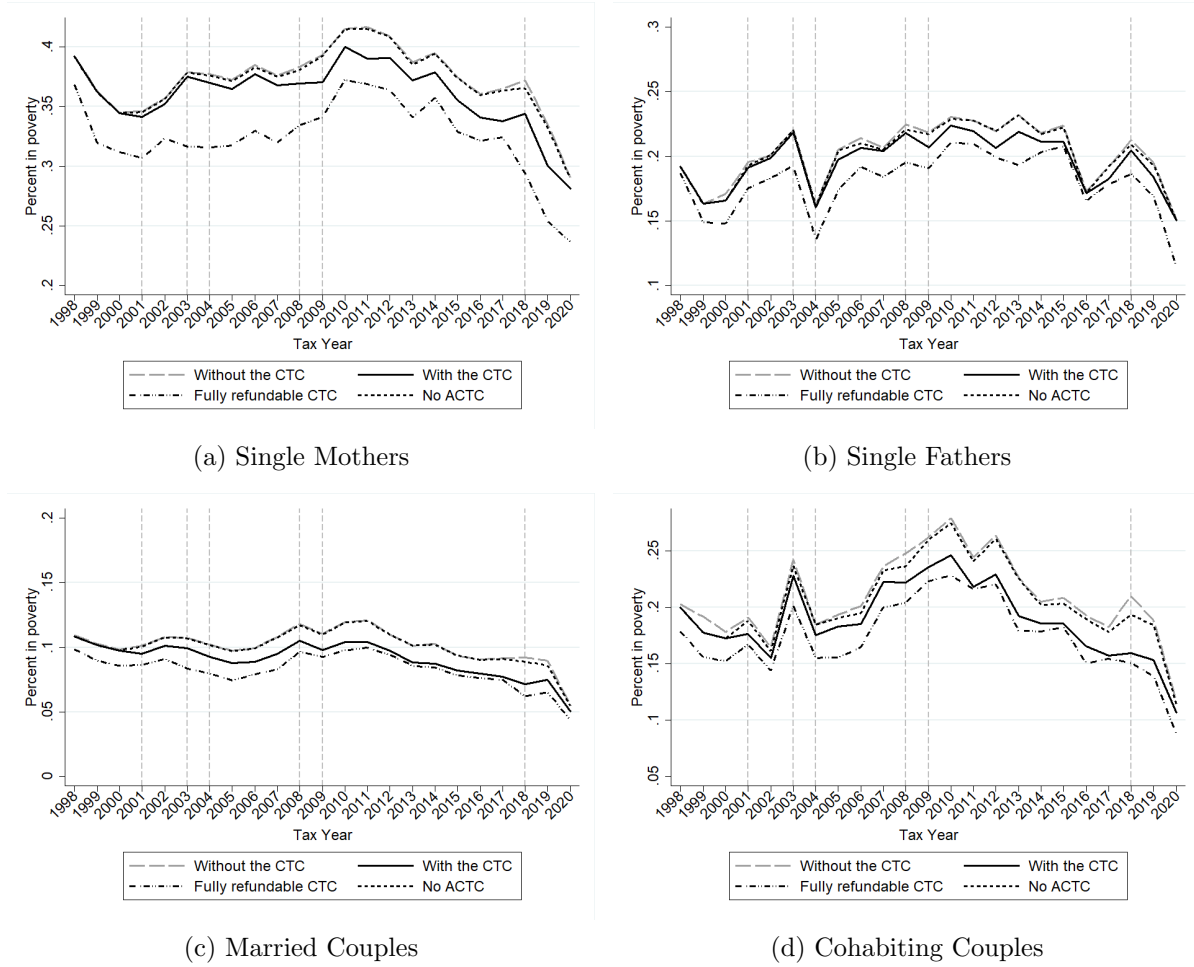 Percent in poverty
.4
.35
.3
.25
.2
1998 1999 2000 2001 2002 2003 2004 2005 2006 2007 2008 2009 2010 2011 2012 2013 2014 2015 2016 2017 2018 2019 2020
Tax Year
Without the CTC With the CTC
Fully refundable CTC No ACTC
(a) Single Mothers
Percent in poverty
.3
.25
.2
.15
.1
1998 1999 2000 2001 2002 2003 2004 2005 2006 2007 2008 2009 2010 2011 2012 2013 2014 2015 2016 2017 2018 2019 2020
Tax Year
Without the CTC With the CTC
Fully refundable CTC No ACTC
(b) Single Fathers
Percent in poverty
.2
.15
.1
.05
0
1998 1999 2000 2001 2002 2003 2004 2005 2006 2007 2008 2009 2010 2011 2012 2013 2014 2015 2016 2017 2018 2019 2020
Tax Year
Without the CTC With the CTC
Fully refundable CTC No ACTC
(c) Married Couples
Percent in poverty
.25
.2
.15
.1
.05
1998 1999 2000 2001 2002 2003 2004 2005 2006 2007 2008 2009 2010 2011 2012 2013 2014 2015 2016 2017 2018 2019 2020
Tax Year
Without the CTC With the CTC
Fully refundable CTC No ACTC
(d) Cohabiting Couples